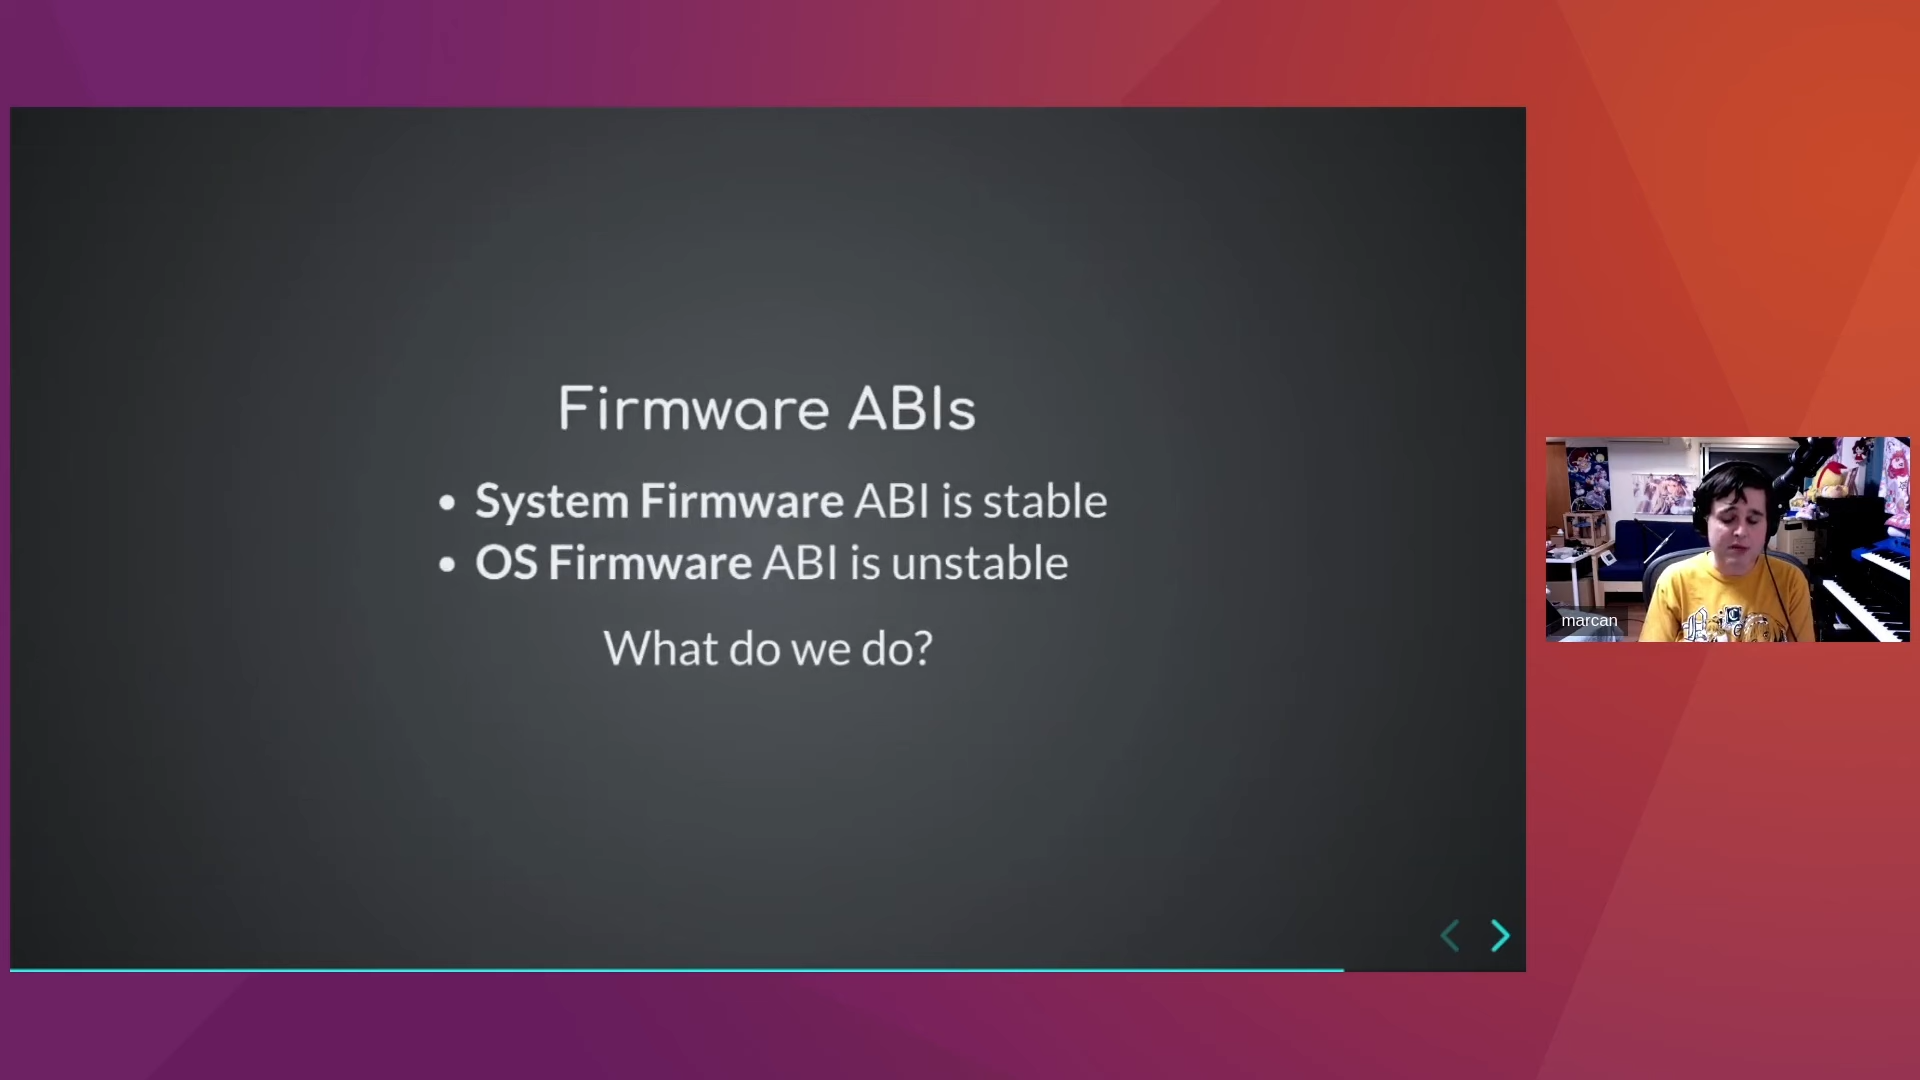 Firmware ABIs
• System Firmware ABI is stable
• OS Firmware ABI is unstable
What do we do?
marcan